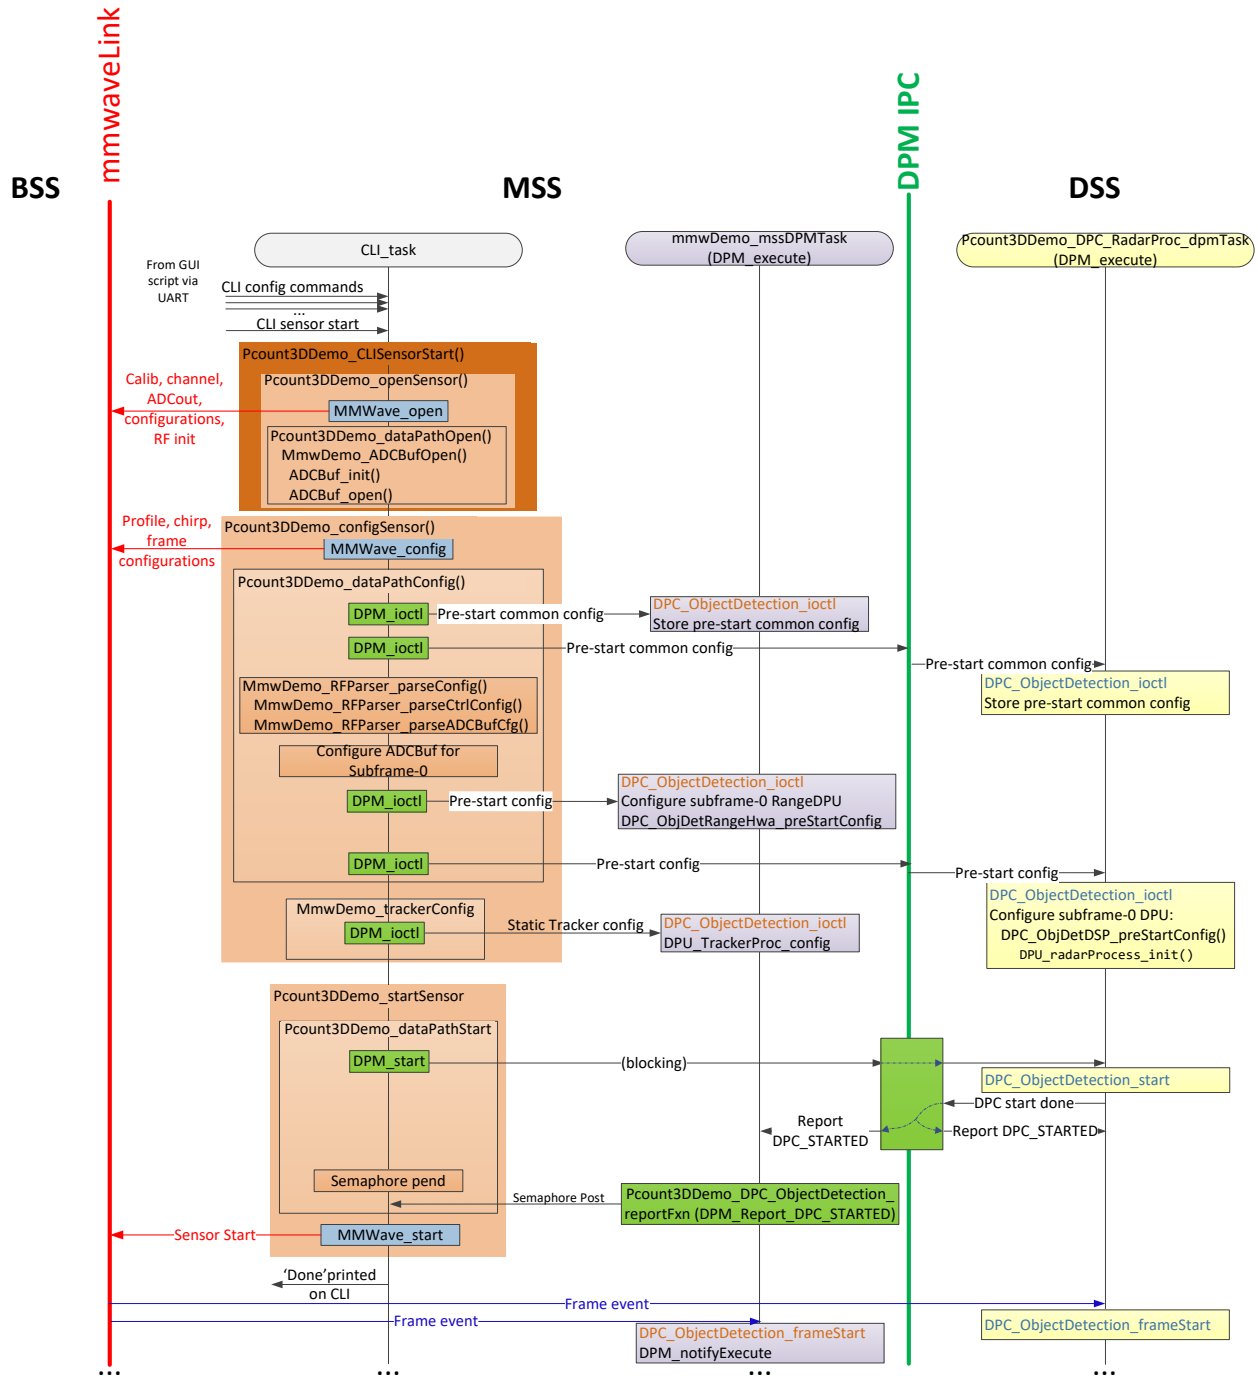 mmwaveLink
DPM IPC
BSS
MSS
DSS
CLI_task
mmwDemo_mssDPMTask
(DPM_execute)
Pcount3DDemo_DPC_RadarProc_dpmTask
(DPM_execute)
From GUI
script via
UART
CLI config commands
...
CLI sensor start
Pcount3DDemo_CLISensorStart()
Pcount3DDemo_openSensor()
Calib, channel,
ADCout,
configurations,
RF init
MMWave_open
Pcount3DDemo_dataPathOpen()
MmwDemo_ADCBufOpen()
ADCBuf_init()
ADCBuf_open()
Profile, chirp,
frame
configurations
Pcount3DDemo_configSensor()
MMWave_config
Pcount3DDemo_dataPathConfig()
DPM_ioctl
Pre-start common config
DPC_ObjectDetection_ioctl
Store pre-start common config
DPM_ioctl
Pre-start common config
Pre-start common config
DPC_ObjectDetection_ioctl
Store pre-start common config
MmwDemo_RFParser_parseConfig()
MmwDemo_RFParser_parseCtrlConfig()
MmwDemo_RFParser_parseADCBufCfg()
Configure ADCBuf for
Subframe-0
DPM_ioctl
Pre-start config
DPC_ObjectDetection_ioctl
Configure subframe-0 RangeDPU
DPC_ObjDetRangeHwa_preStartConfig
DPM_ioctl
Pre-start config
Pre-start config
DPC_ObjectDetection_ioctl
Configure subframe-0 DPU:
DPC_ObjDetDSP_preStartConfig()
DPU_radarProcess_init()
MmwDemo_trackerConfig
DPM_ioctl
Static Tracker config
DPC_ObjectDetection_ioctl
DPU_TrackerProc_config
Pcount3DDemo_startSensor
Pcount3DDemo_dataPathStart
DPM_start
(blocking)
DPC_ObjectDetection_start
DPC start done
Report
DPC_STARTED
Report DPC_STARTED
Semaphore pend
Semaphore Post
Pcount3DDemo_DPC_ObjectDetection_
reportFxn (DPM_Report_DPC_STARTED)
Sensor Start
MMWave_start
‘Done’printed
on CLI
Frame event
Frame event
DPC_ObjectDetection_frameStart
DPM_notifyExecute
DPC_ObjectDetection_frameStart
... ... ... ...